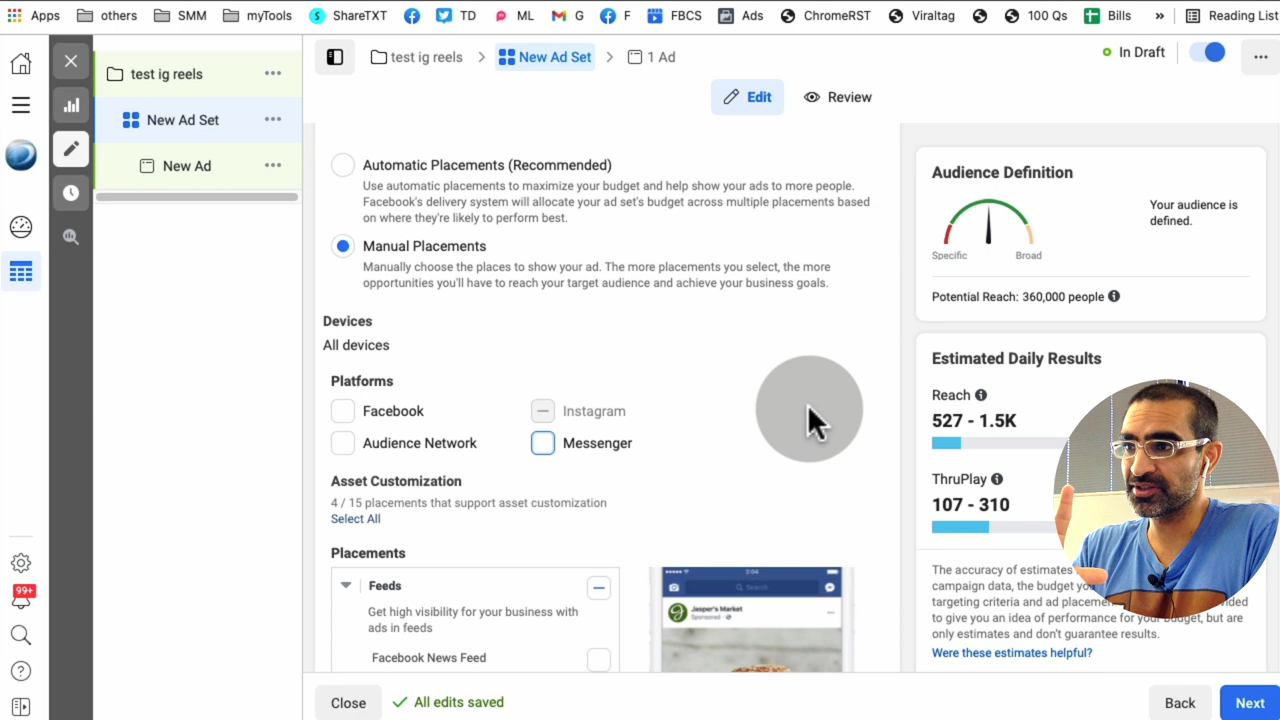 Apps others SMM myTools ShareTXT TD ML G F FBCS Ads ChromeRST Viraltag 100 Qs Bills » Reading List
test ig reels
New Ad Set
New Ad
test ig reels > New Ad Set > 1 Ad
In Draft
Edit Review
Automatic Placements (Recommended)
Use automatic placements to maximize your budget and help show your ads to more people.
Facebook's delivery system will allocate your ad set's budget across multiple placements based
on where they're likely to perform best.
Manual Placements
Manually choose the places to show your ad. The more placements you select, the more
opportunities you'll have to reach your target audience and achieve your business goals.
Devices
All devices
Platforms
Facebook Instagram
Audience Network Messenger
Asset Customization
4 / 15 placements that support asset customization
Select All
Placements
Feeds
Get high visibility for your business with
ads in feeds
Facebook News Feed
2:04
Search
Jasper's Market
Sponsored
Audience Definition
Your audience is
defined.
Specific Broad
Potential Reach: 360,000 people
Estimated Daily Results
Reach
527 - 1.5K
ThruPlay
107 - 310
The accuracy of estimates
campaign data, the budget
targeting criteria and ad
to give you an idea of performance for your budget, but are
only estimates and don't guarantee results.
Were these estimates helpful?
99+
Close All edits saved Back Next